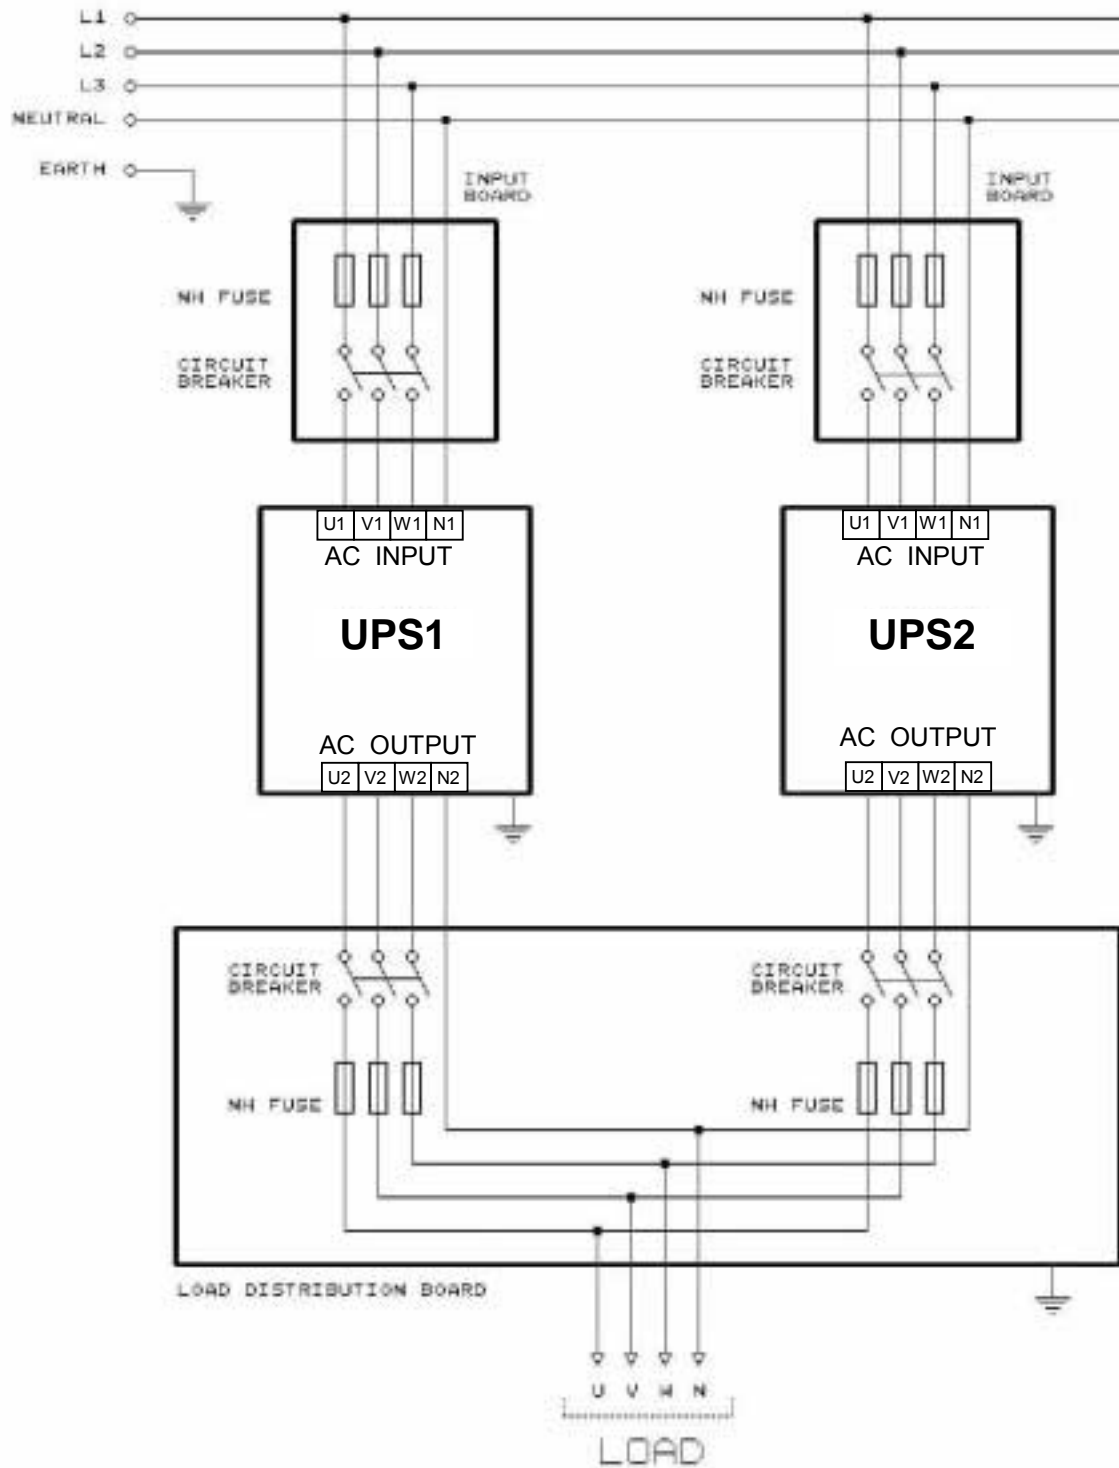 L1
L2
L3
NEUTRAL
EARTH
INPUT
BOARD
INPUT
BOARD
NH FUSE
NH FUSE
CIRCUIT
BREAKER
CIRCUIT
BREAKER
U1 V1 W1 N1
AC INPUT
U1 V1 W1 N1
AC INPUT
UPS1
UPS2
AC OUTPUT
U2 V2 W2 N2
AC OUTPUT
U2 V2 W2 N2
CIRCUIT
BREAKER
CIRCUIT
BREAKER
NH FUSE
NH FUSE
LOAD DISTRIBUTION BOARD
U V W N
LOAD